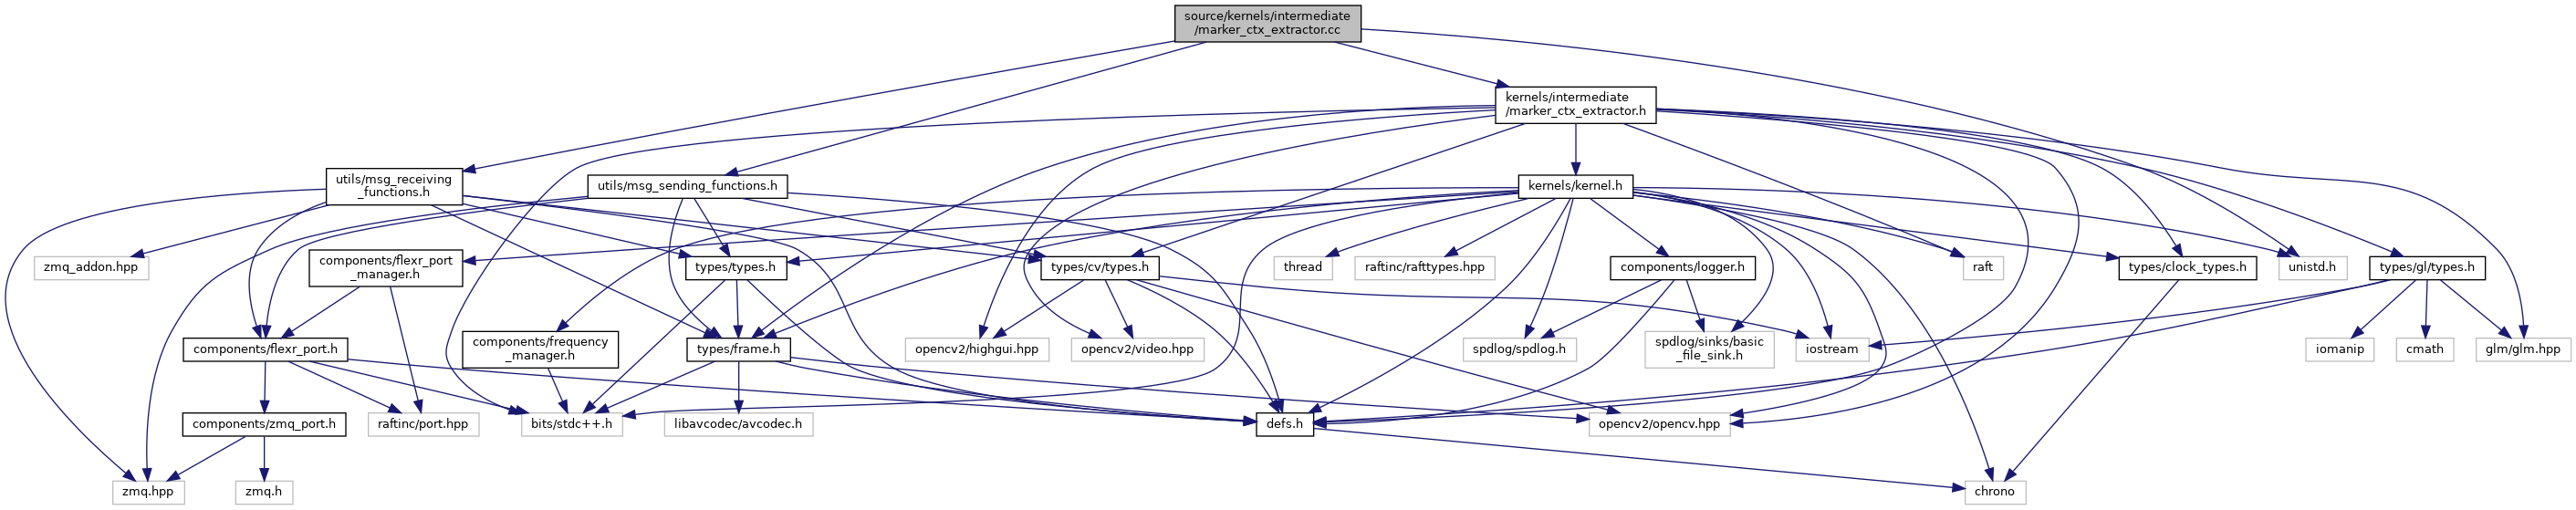 source/kernels/intermediate
/marker_ctx_extractor.cc
kernels/intermediate
/marker_ctx_extractor.h
utils/msg_receiving
_functions.h
utils/msg_sending_functions.h
kernels/kernel.h
zmq_addon.hpp
components/flexr_port
_manager.h
types/types.h
types/cv/types.h
thread
raftinc/rafttypes.hpp
components/logger.h
raft
types/clock_types.h
unistd.h
types/gl/types.h
components/flexr_port.h
components/frequency
_manager.h
types/frame.h
opencv2/highgui.hpp
opencv2/video.hpp
spdlog/spdlog.h
spdlog/sinks/basic
_file_sink.h
iostream
iomanip
cmath
glm/glm.hpp
components/zmq_port.h
raftinc/port.hpp
bits/stdc++.h
libavcodec/avcodec.h
defs.h
opencv2/opencv.hpp
zmq.hpp
zmq.h
chrono